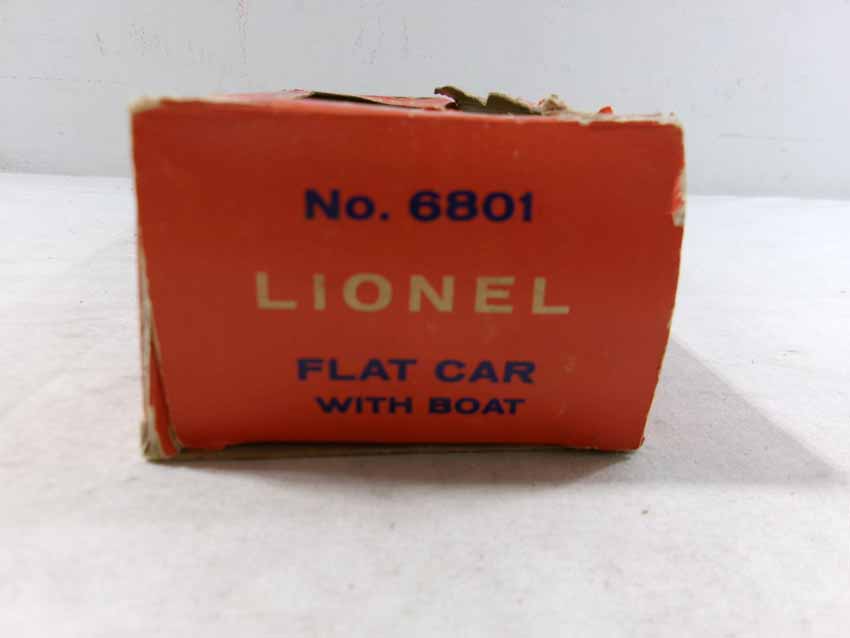 No. 6801
LIONEL
FLAT CAR
WITH BOAT